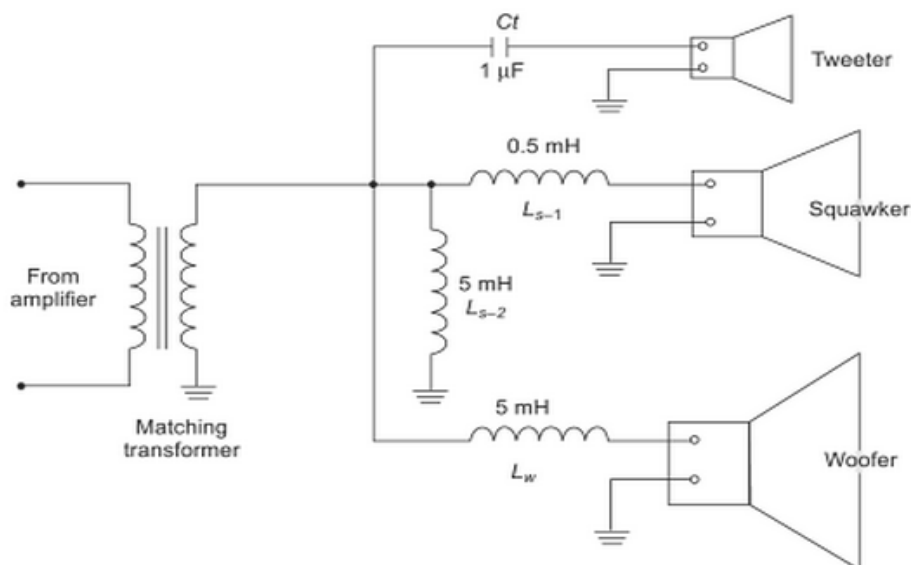 Ct
1 μF
Tweeter
0.5 mH
Ls–1
Squawker
From
amplifier
5 mH
Ls–2
Matching
transformer
5 mH
Lw
Woofer